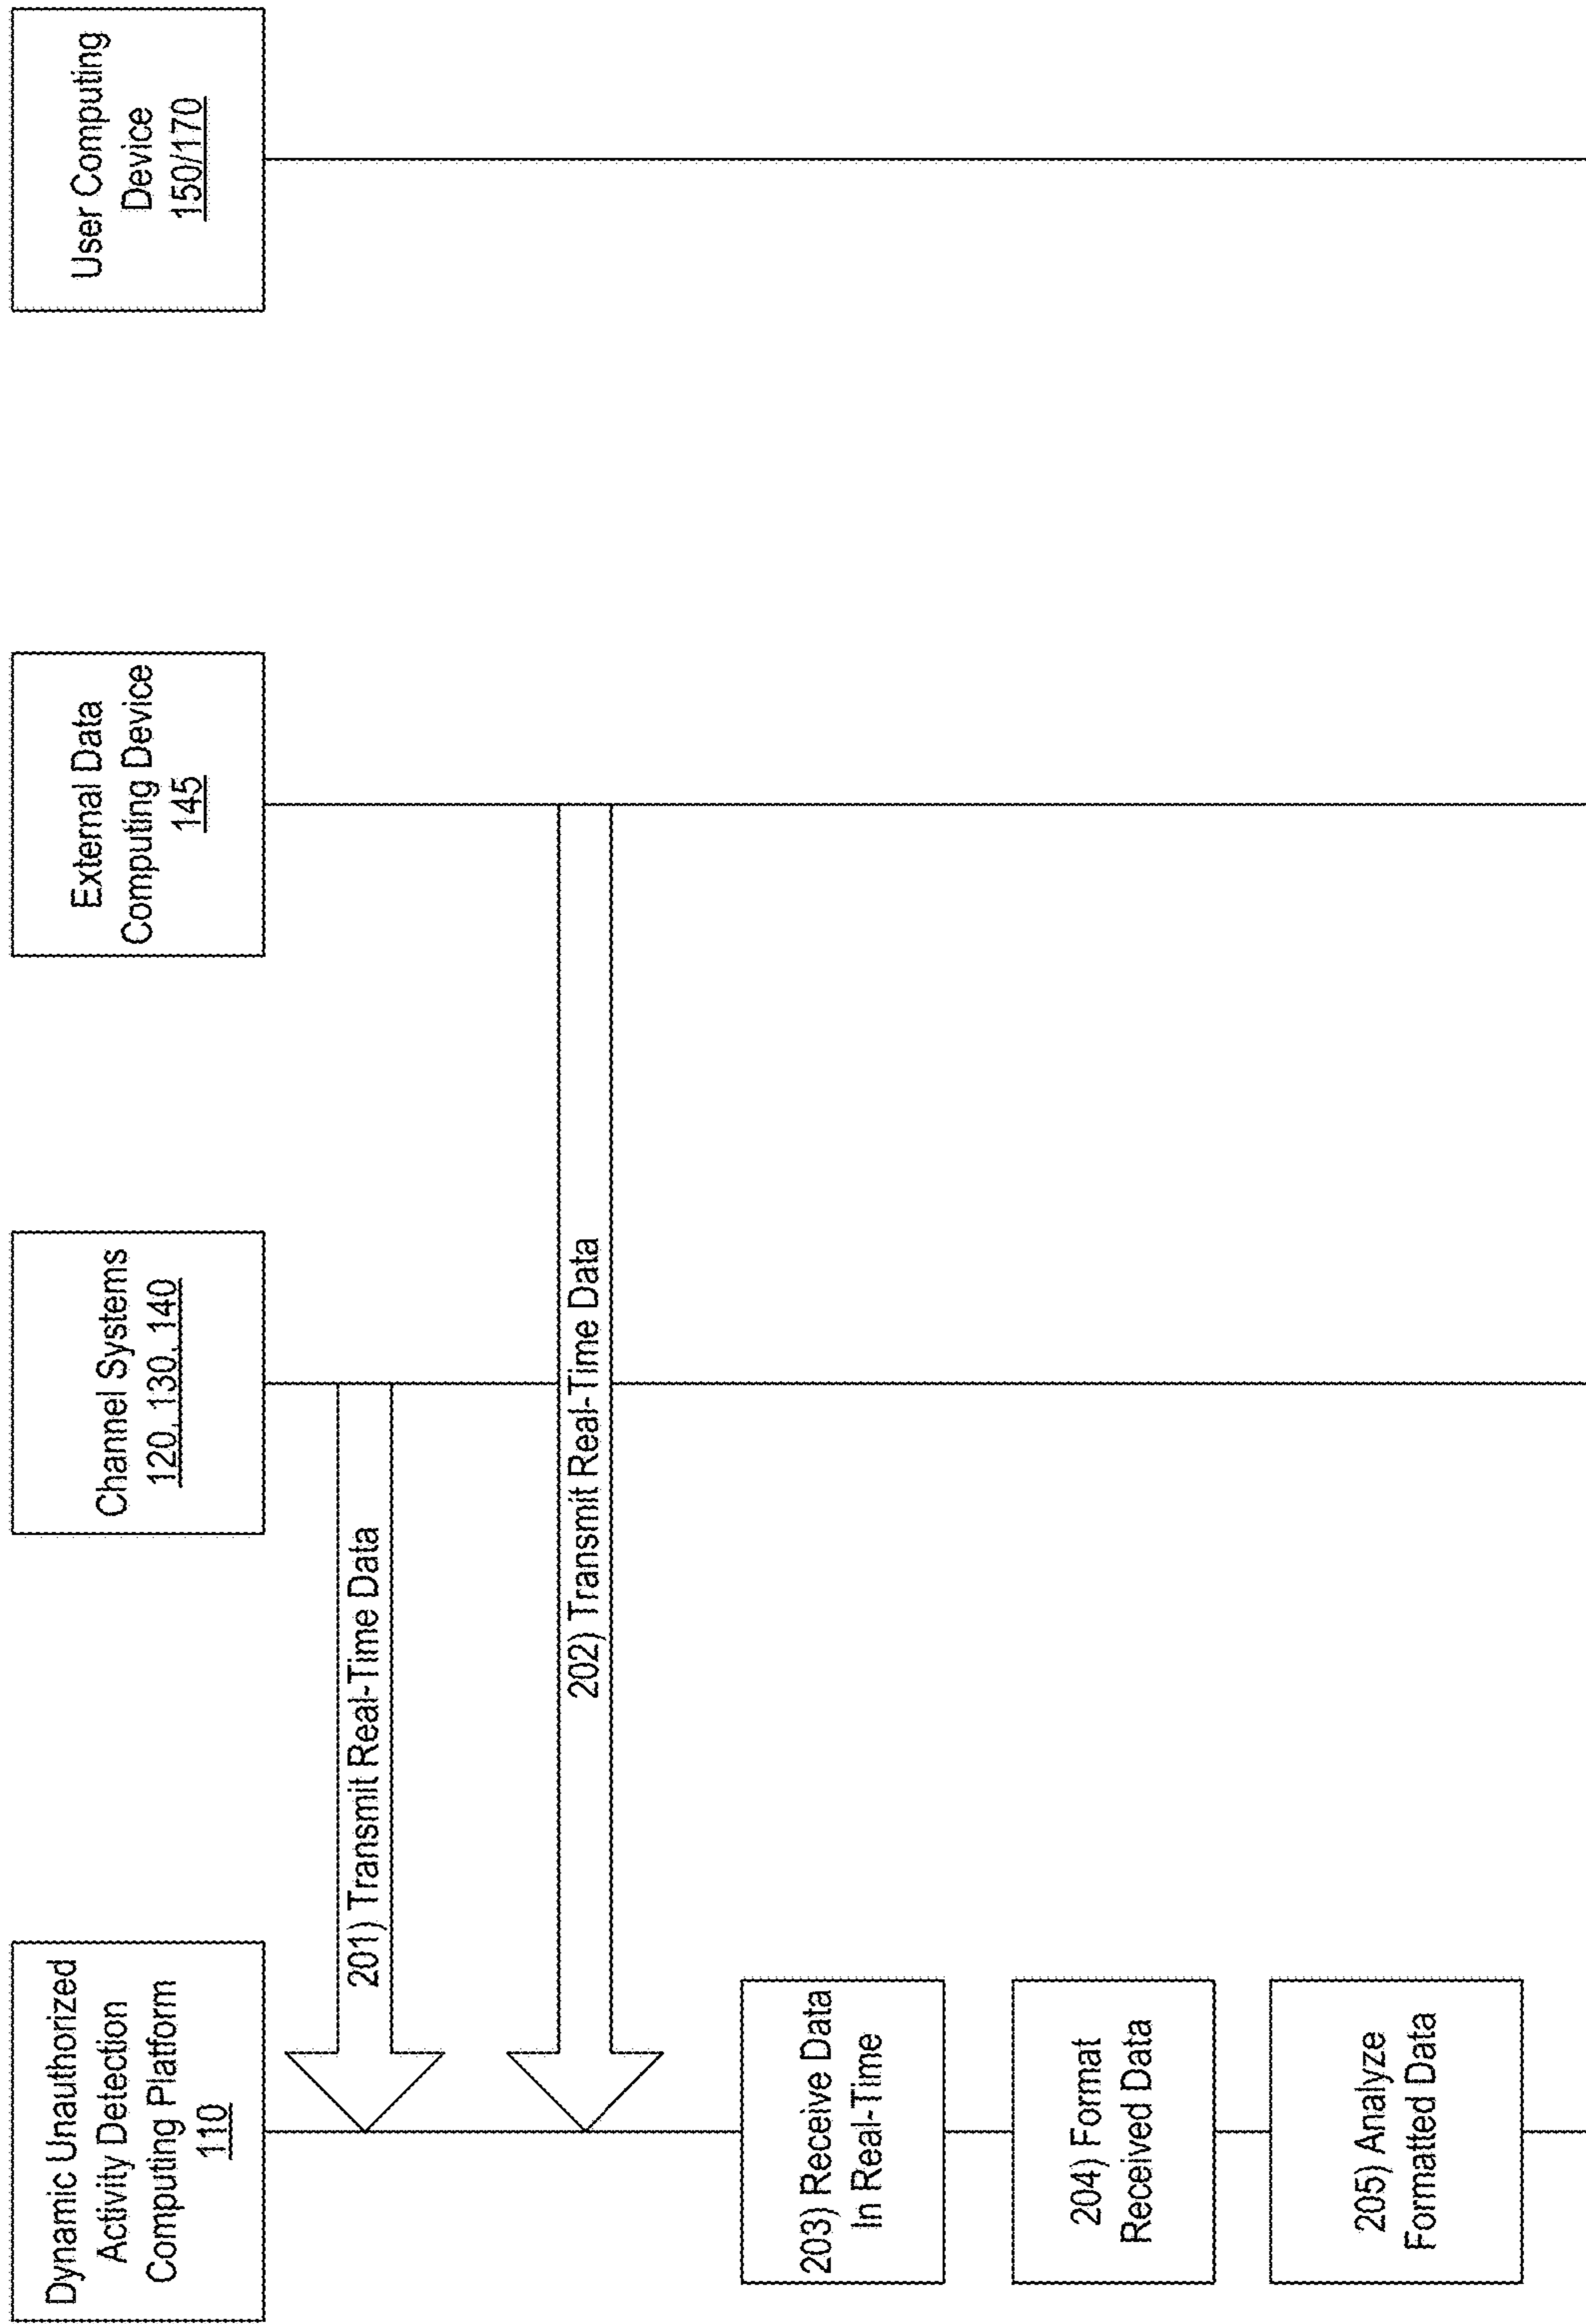 Dynamic Unauthorized
Activity Detection
Computing Platform
110
Channel Systems
120, 130, 140
External Data
Computing Device
145
User Computing
Device
150/170
201) Transmit Real-Time Data
202) Transmit Real-Time Data
203) Receive Data
In Real-Time
204) Format
Received Data
205) Analyze
Formatted Data